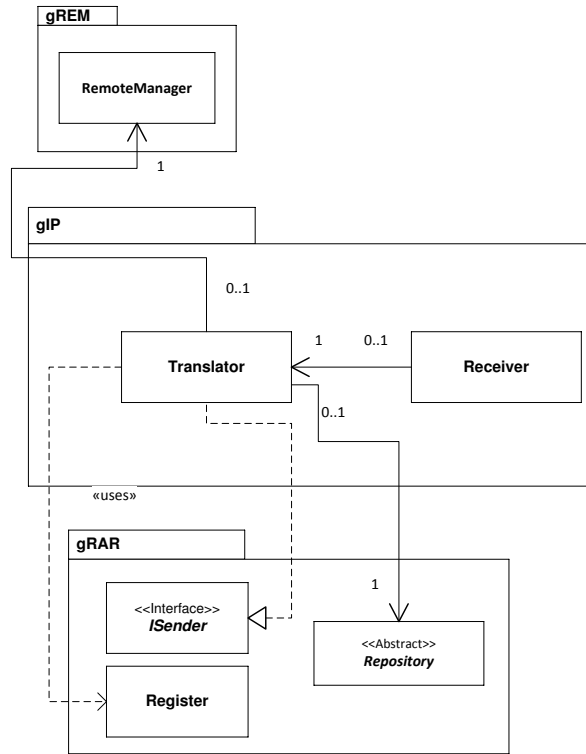 gREM
RemoteManager
1
gIP
0..1
1
0..1
Translator
Receiver
0..1
«uses»
gRAR
1
<<Interface>>
ISender
<<Abstract>>
Repository
Register